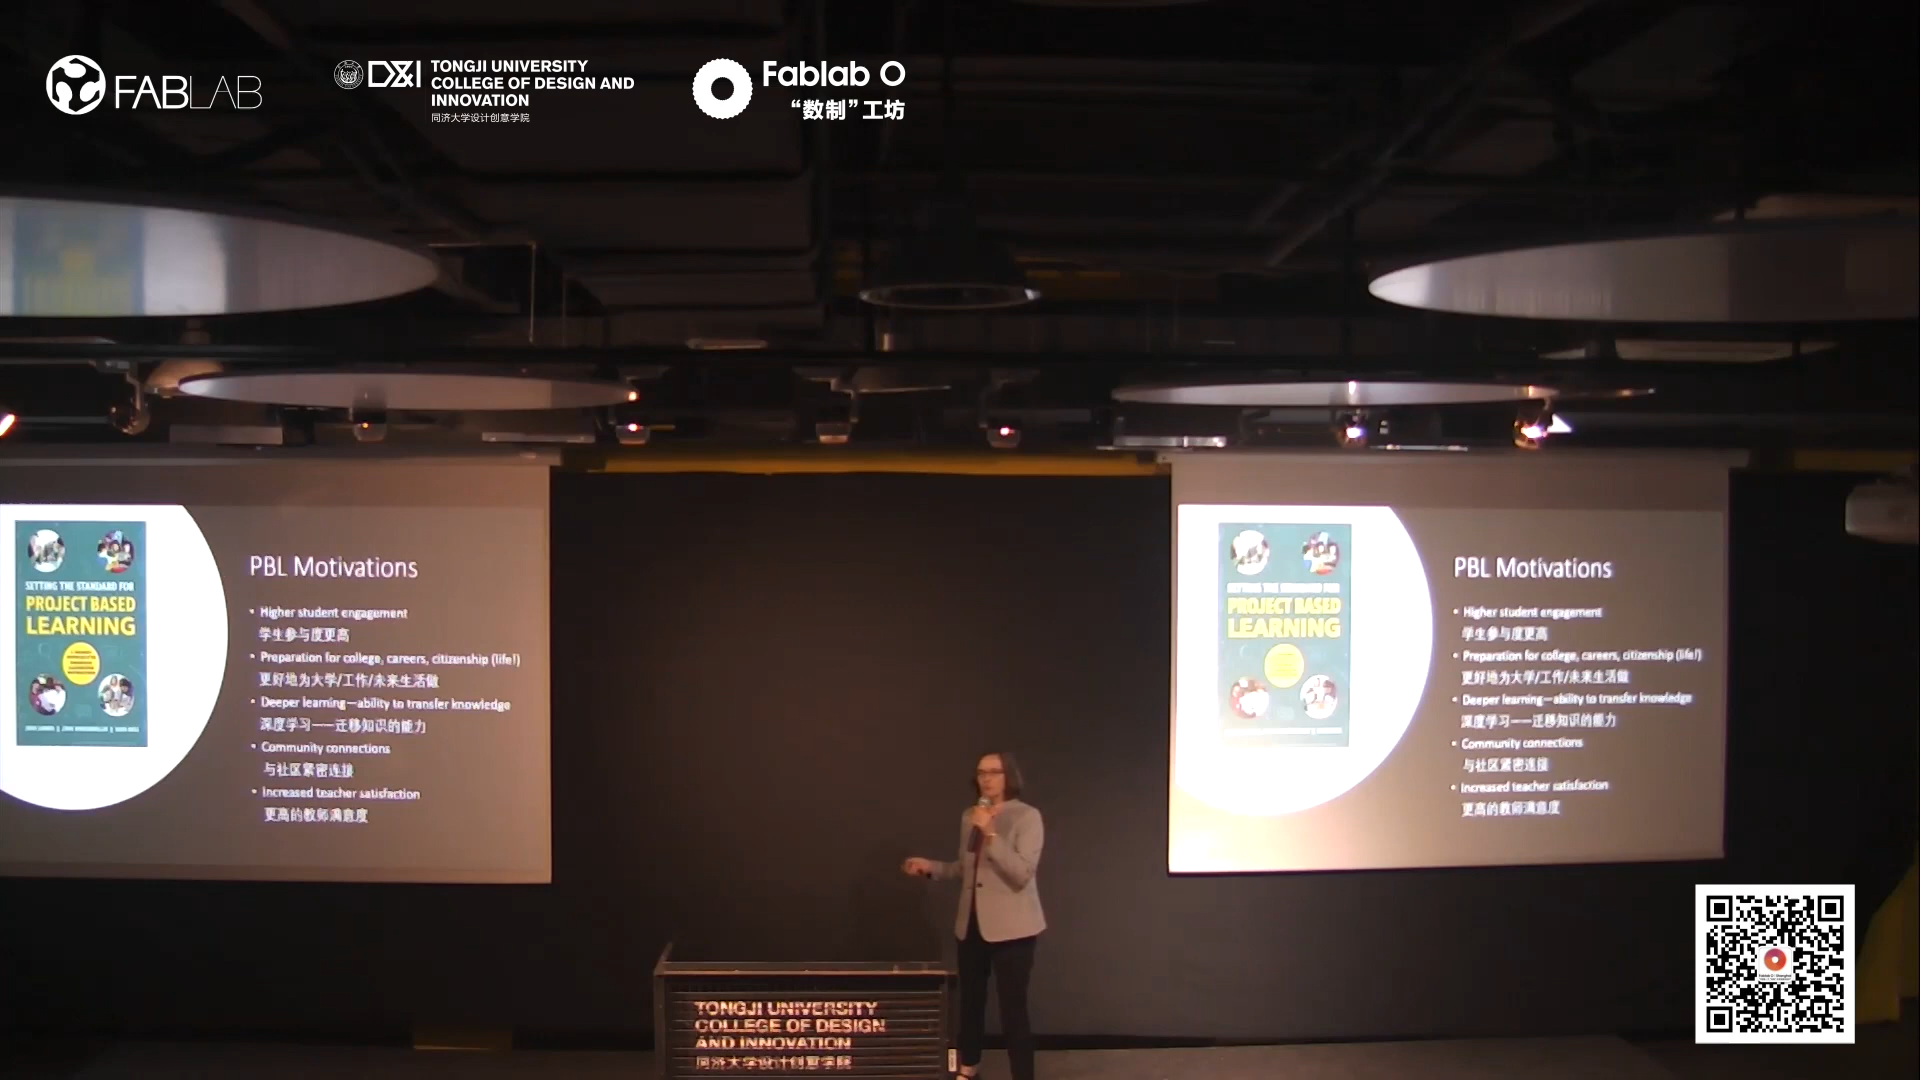 FABLAB
DXI
TONGJI UNIVERSITY
COLLEGE OF DESIGN AND
INNOVATION
同济大学设计创意学院
Fablab O
“数制”工坊
SETTING THE STANDARD FOR
PROJECT BASED
LEARNING
PBL Motivations
• Higher student engagement
学生参与度更高
• Preparation for college, careers, citizenship (life!)
更好地为大学/工作/未来生活做
• Deeper learning—ability to transfer knowledge
深度学习——迁移知识的能力
• Community connections
与社区紧密连接
• Increased teacher satisfaction
更高的教师满意度
SETTING THE STANDARD FOR
PROJECT BASED
LEARNING
PBL Motivations
• Higher student engagement
学生参与度更高
• Preparation for college, careers, citizenship (life!)
更好地为大学/工作/未来生活做
• Deeper learning—ability to transfer knowledge
深度学习——迁移知识的能力
• Community connections
与社区紧密连接
• Increased teacher satisfaction
更高的教师满意度
TONGJI UNIVERSITY
COLLEGE OF DESIGN
AND INNOVATION
同济大学设计创意学院